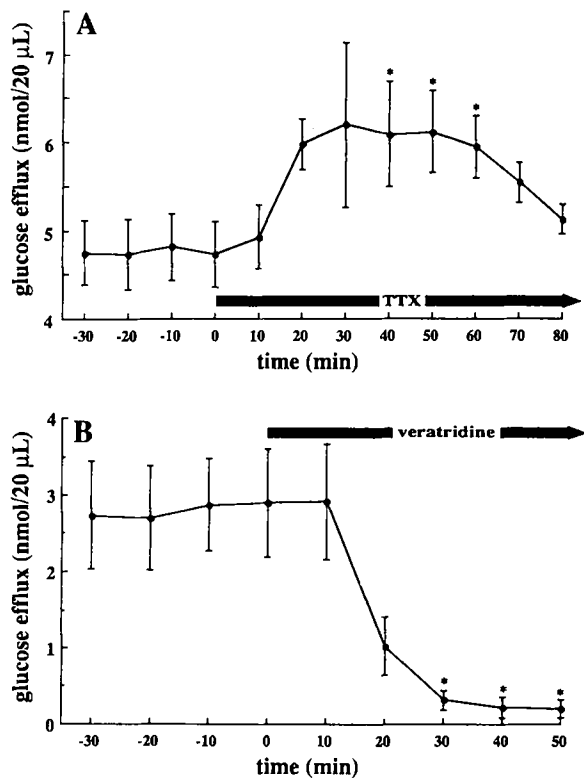 A
glucose efflux (nmol/20 µL)
7
6
5
4
*
*
*
TTX
-30 -20 -10 0 10 20 30 40 50 60 70 80
time (min)
B
glucose efflux (nmol/20 µL)
4
3
2
1
0
veratridine
*
*
*
-30 -20 -10 0 10 20 30 40 50
time (min)